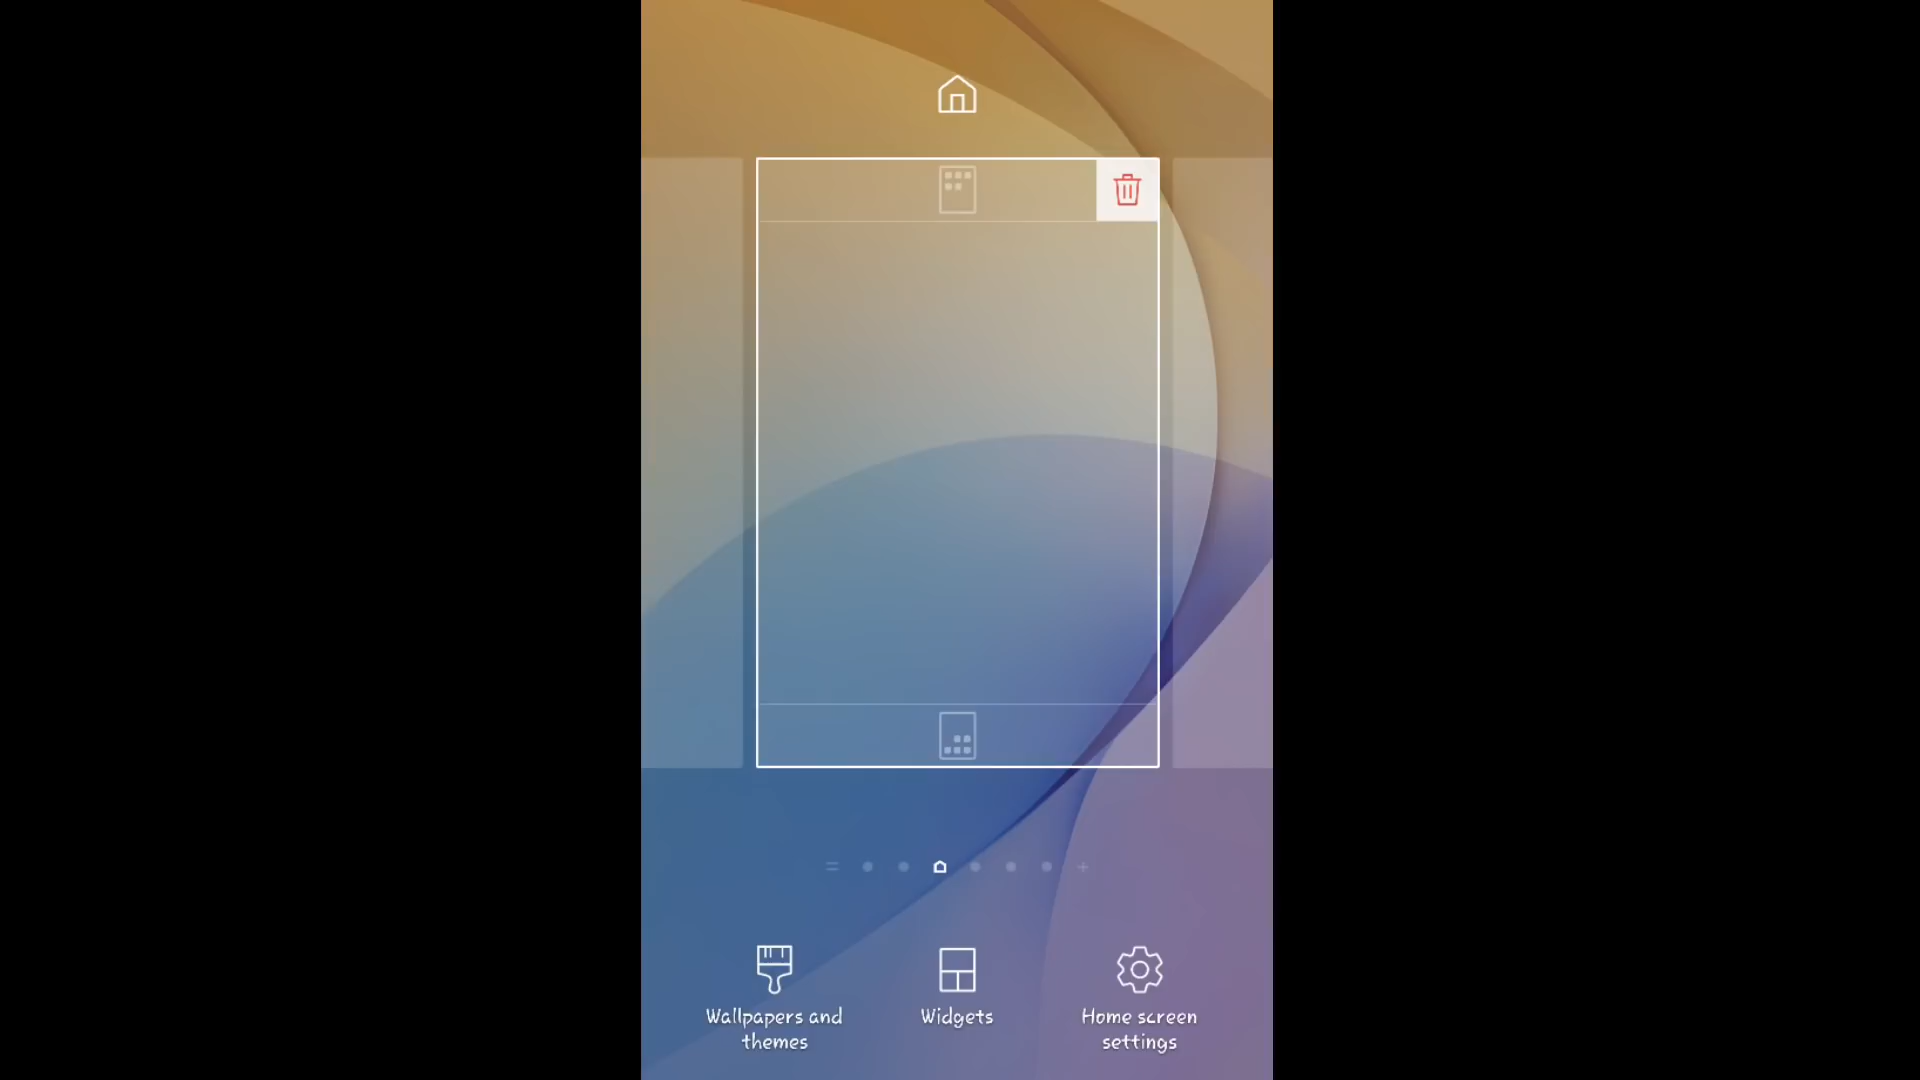 Wallpapers and
themes
Widgets
Home screen
settings